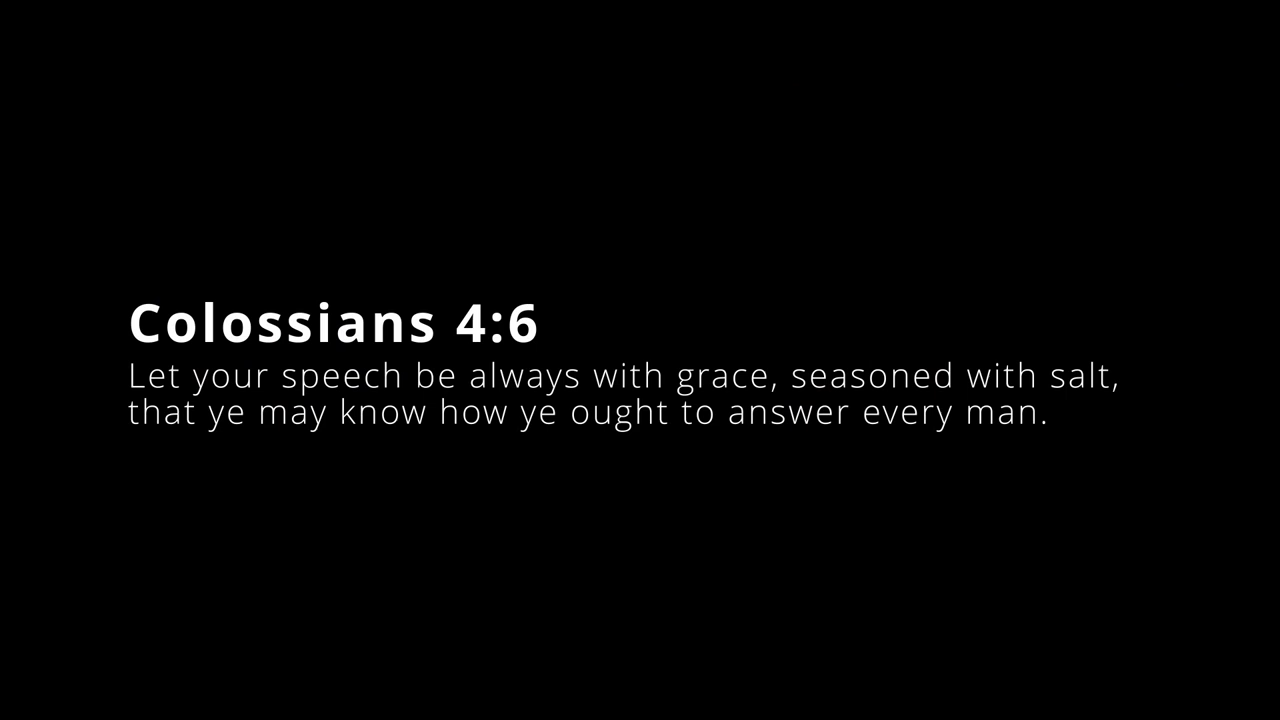 Colossians 4:6
Let your speech be always with grace, seasoned with salt,
that ye may know how ye ought to answer every man.